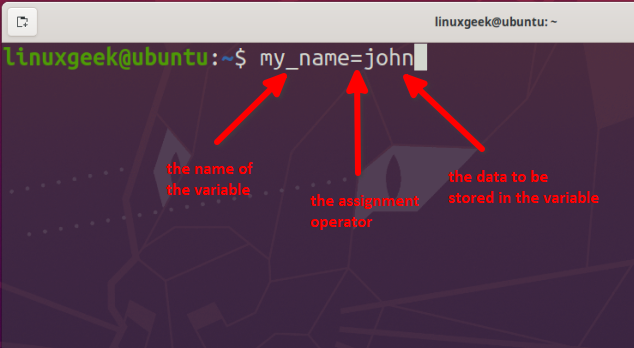 linuxgeek@ubuntu: ~
linuxgeek@ubuntu:~$ my_name=john
the name of
the variable
the assignment
operator
the data to be
stored in the variable